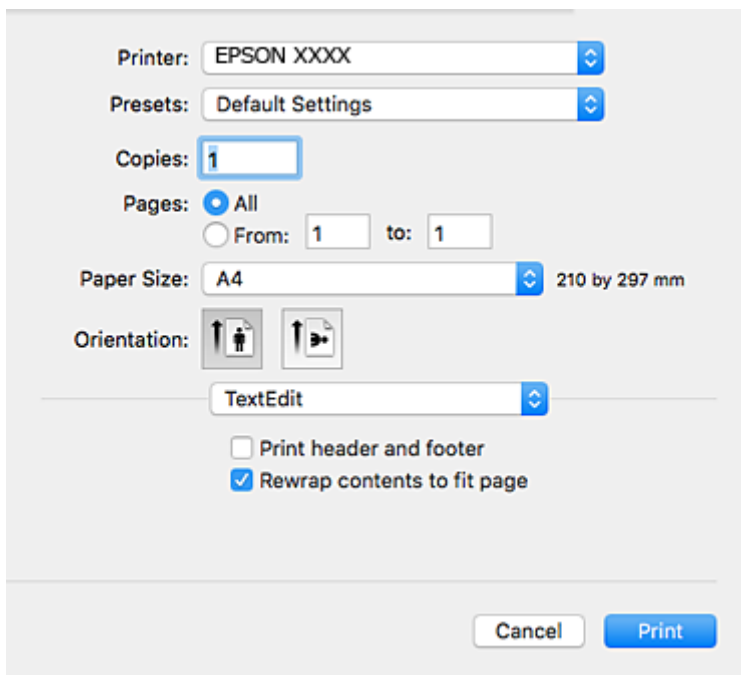 Printer: EPSON XXXX
Presets: Default Settings
Copies: 1
Pages: All
From: 1 to: 1
Paper Size: A4 210 by 297 mm
Orientation:
TextEdit
Print header and footer
Rewrap contents to fit page
Cancel Print